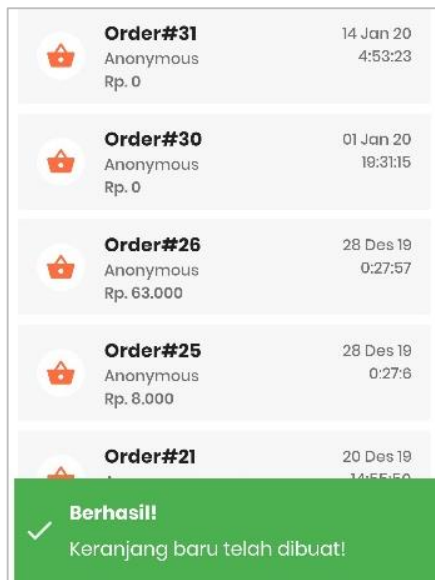 Order#31
14 Jan 20
Anonymous
4:53:23
Rp. 0
Order#30
01 Jan 20
Anonymous
19:31:15
Rp. 0
Order#26
28 Des 19
Anonymous
0:27:57
Rp. 63.000
Order#25
28 Des 19
Anonymous
0:27:6
Rp. 8.000
Order#21
20 Des 19
Berhasil!
Keranjang baru telah dibuat!